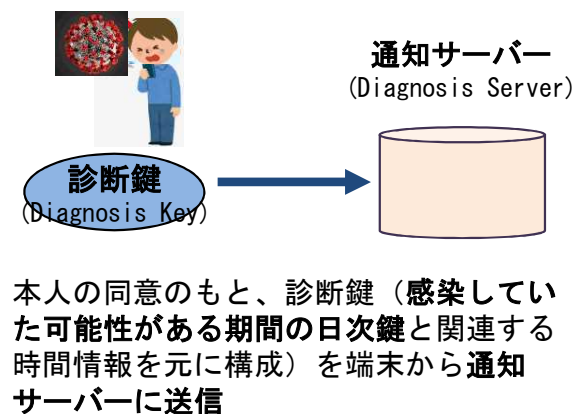 通知サーバー
(Diagnosis Server)
診断鍵
(Diagnosis Key)
本人の同意のもと、診断鍵（感染してい
た可能性がある期間の日次鍵と関連する
時間情報を元に構成）を端末から通知
サーバーに送信